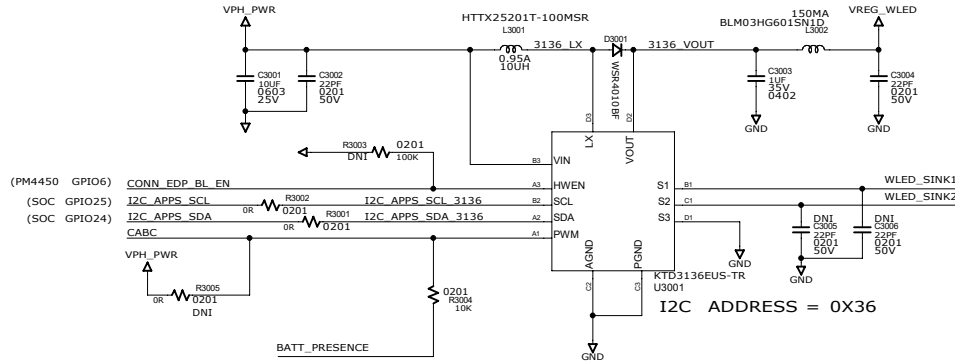 VPH_PWR
HTTX25201T-100MSR
L3001
0.95A
10UH
3136_LX
D3001
WSR4010BF
3136_VOUT
150MA
BLM03HG601SN1D
L3002
VREG_WLED
C3001
10UF
0603
25V
C3002
22PF
0201
50V
C3003
1UF
35V
0402
GND
C3004
22PF
0201
50V
GND
R3003
DNI
0201
100K
D3
LX
D2
VOUT
B3
VIN
(PM4450 GPIO6)
CONN_EDP_BL_EN
A3
HWEN
(SOC GPIO25)
I2C_APPS_SCL
0R
R3002
0201
I2C_APPS_SCL_3136
B2
SCL
(SOC GPIO24)
I2C_APPS_SDA
0R
R3001
0201
I2C_APPS_SDA_3136
A2
SDA
CABC
A1
PWM
S1
B1
WLED_SINK1
S2
C1
WLED_SINK2
S3
D1
GND
DNI
C3005
22PF
0201
50V
DNI
C3006
22PF
0201
50V
GND
AGND
C2
PGND
C3
GND
KTD3136EUS-TR
U3001
I2C ADDRESS = 0X36
VPH_PWR
0R
R3005
0201
DNI
0201
R3004
10K
BATT_PRESENCE